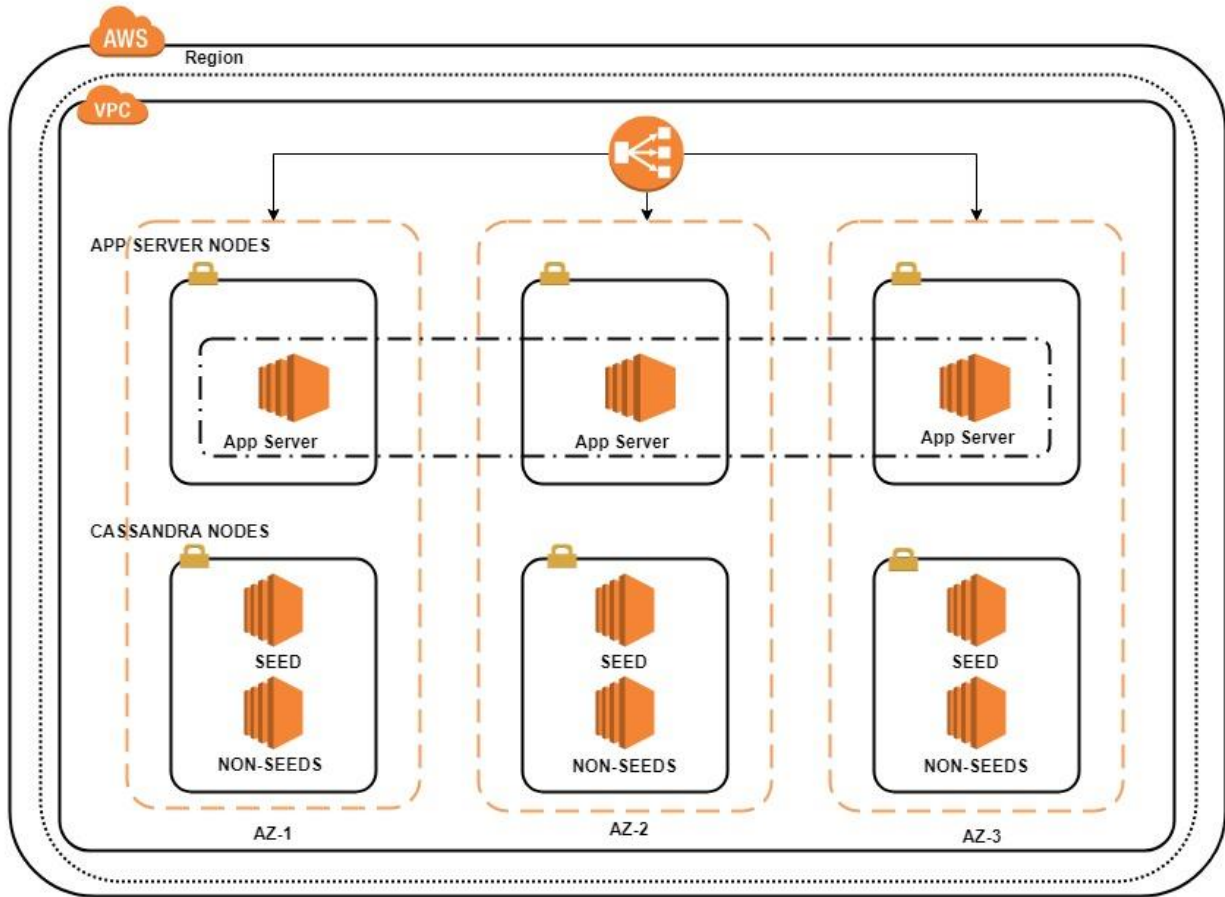 AWS
Region
VPC
APP SERVER NODES
App Server
App Server
App Server
CASSANDRA NODES
SEED
SEED
SEED
NON-SEEDS
NON-SEEDS
NON-SEEDS
AZ-1
AZ-2
AZ-3